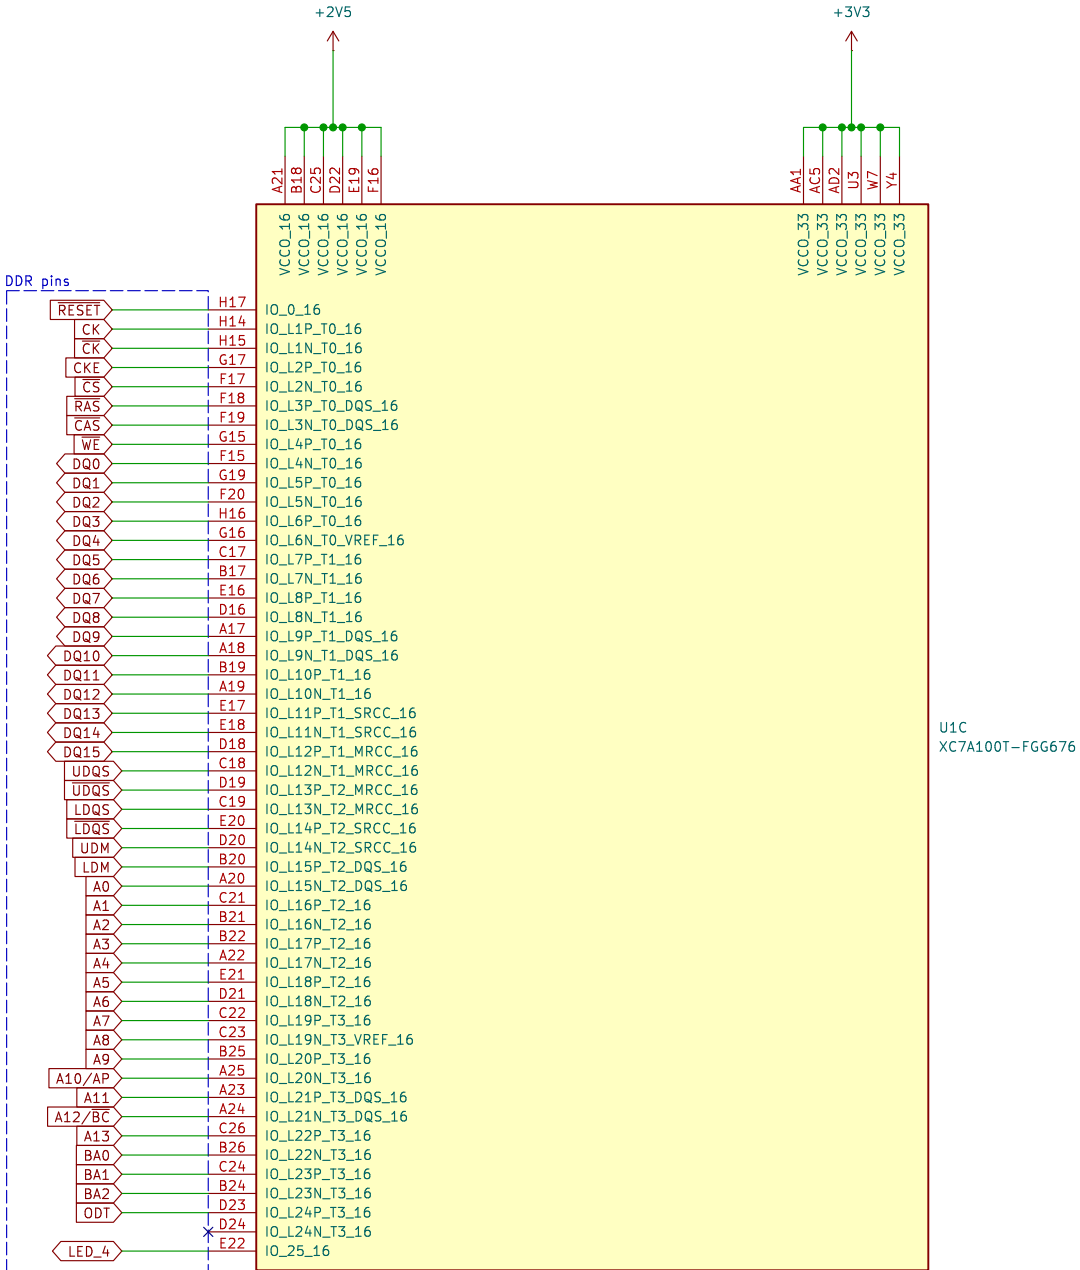 +2V5 +3V3
A21 B18 C25 D22 E19 F16 AA1 AC5 AD2 U3 W7 Y4
VCCO_16 VCCO_16 VCCO_16 VCCO_16 VCCO_16 VCCO_16 VCCO_33 VCCO_33 VCCO_33 VCCO_33 VCCO_33 VCCO_33
DDR pins
RESET H17 IO_0_16
CK H14 IO_L1P_T0_16
CK H15 IO_L1N_T0_16
CKE G17 IO_L2P_T0_16
CS F17 IO_L2N_T0_16
RAS F18 IO_L3P_T0_DQS_16
CAS F19 IO_L3N_T0_DQS_16
WE G15 IO_L4P_T0_16
DQ0 F15 IO_L4N_T0_16
DQ1 G19 IO_L5P_T0_16
DQ2 F20 IO_L5N_T0_16
DQ3 H16 IO_L6P_T0_16
DQ4 G16 IO_L6N_T0_VREF_16
DQ5 C17 IO_L7P_T1_16
DQ6 B17 IO_L7N_T1_16
DQ7 E16 IO_L8P_T1_16
DQ8 D16 IO_L8N_T1_16
DQ9 A17 IO_L9P_T1_DQS_16
DQ10 A18 IO_L9N_T1_DQS_16
DQ11 B19 IO_L10P_T1_16
DQ12 A19 IO_L10N_T1_16
DQ13 E17 IO_L11P_T1_SRCC_16
DQ14 E18 IO_L11N_T1_SRCC_16
U1C
DQ15 D18 IO_L12P_T1_MRCC_16
XC7A100T-FGG676
UDQS C18 IO_L12N_T1_MRCC_16
UDQS D19 IO_L13P_T2_MRCC_16
LDQS C19 IO_L13N_T2_MRCC_16
LDQS E20 IO_L14P_T2_SRCC_16
UDM D20 IO_L14N_T2_SRCC_16
LDM B20 IO_L15P_T2_DQS_16
A0 A20 IO_L15N_T2_DQS_16
A1 C21 IO_L16P_T2_16
A2 B21 IO_L16N_T2_16
A3 B22 IO_L17P_T2_16
A4 A22 IO_L17N_T2_16
A5 E21 IO_L18P_T2_16
A6 D21 IO_L18N_T2_16
A7 C22 IO_L19P_T3_16
A8 C23 IO_L19N_T3_VREF_16
A9 B25 IO_L20P_T3_16
A10/AP A25 IO_L20N_T3_16
A11 A23 IO_L21P_T3_DQS_16
A12/BC A24 IO_L21N_T3_DQS_16
A13 C26 IO_L22P_T3_16
BA0 B26 IO_L22N_T3_16
BA1 C24 IO_L23P_T3_16
BA2 B24 IO_L23N_T3_16
ODT D23 IO_L24P_T3_16
D24 IO_L24N_T3_16
LED_4 E22 IO_25_16